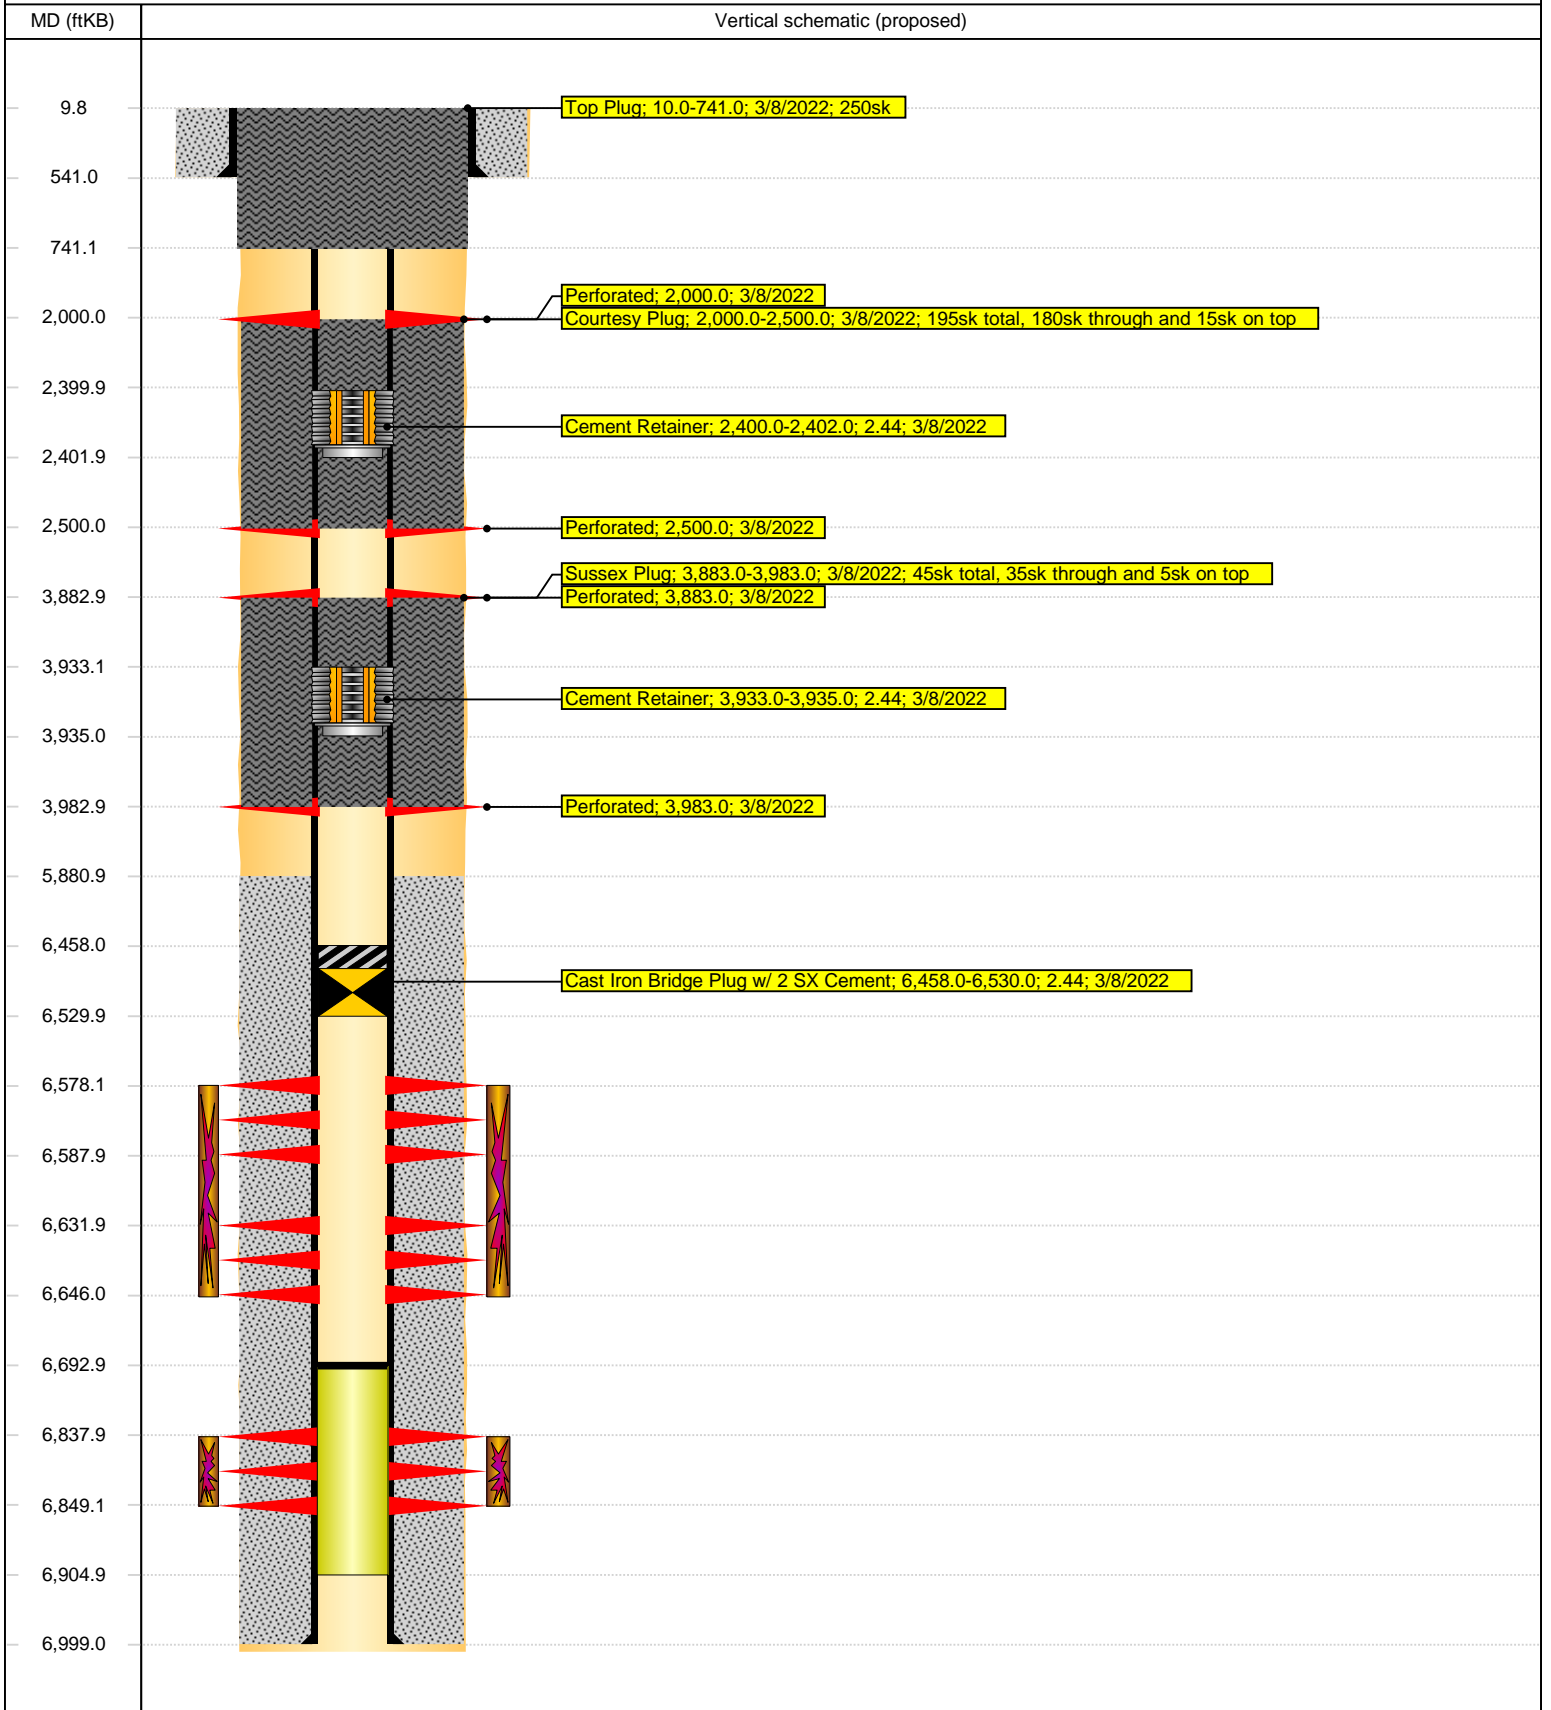 MD (ftKB)
Vertical schematic (proposed)
9.8
Top Plug; 10.0-741.0; 3/8/2022; 250sk
541.0
741.1
Perforated; 2,000.0; 3/8/2022
2,000.0
Courtesy Plug; 2,000.0-2,500.0; 3/8/2022; 195sk total, 180sk through and 15sk on top
2,399.9
Cement Retainer; 2,400.0-2,402.0; 2.44; 3/8/2022
2,401.9
2,500.0
Perforated; 2,500.0; 3/8/2022
Sussex Plug; 3,883.0-3,983.0; 3/8/2022; 45sk total, 35sk through and 5sk on top
3,882.9
Perforated; 3,883.0; 3/8/2022
3,933.1
Cement Retainer; 3,933.0-3,935.0; 2.44; 3/8/2022
3,935.0
3,982.9
Perforated; 3,983.0; 3/8/2022
5,880.9
6,458.0
Cast Iron Bridge Plug w/ 2 SX Cement; 6,458.0-6,530.0; 2.44; 3/8/2022
6,529.9
6,578.1
6,587.9
6,631.9
6,646.0
6,692.9
6,837.9
6,849.1
6,904.9
6,999.0